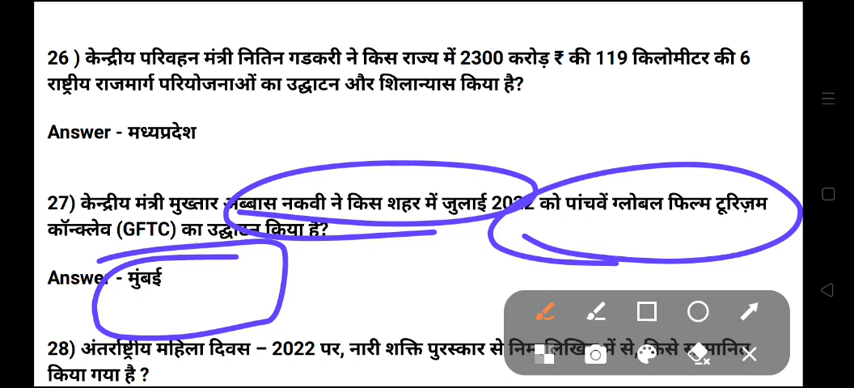 26 ) केन्द्रीय परिवहन मंत्री नितिन गडकरी ने किस राज्य में 2300 करोड़ ₹ की 119 किलोमीटर की 6
राष्ट्रीय राजमार्ग परियोजनाओं का उद्घाटन और शिलान्यास किया है?
Answer - मध्यप्रदेश
27) केन्द्रीय मंत्री मुख्तार अब्बास नकवी ने किस शहर में जुलाई 2022 को पांचवें ग्लोबल फिल्म टूरिज़म
कॉन्क्लेव (GFTC) का उद्घाटन किया है?
Answer - मुंबई
28) अंतर्राष्ट्रीय महिला दिवस – 2022 पर, नारी शक्ति पुरस्कार से निम्नलिखित में से, किसे सम्मानित
किया गया है ?